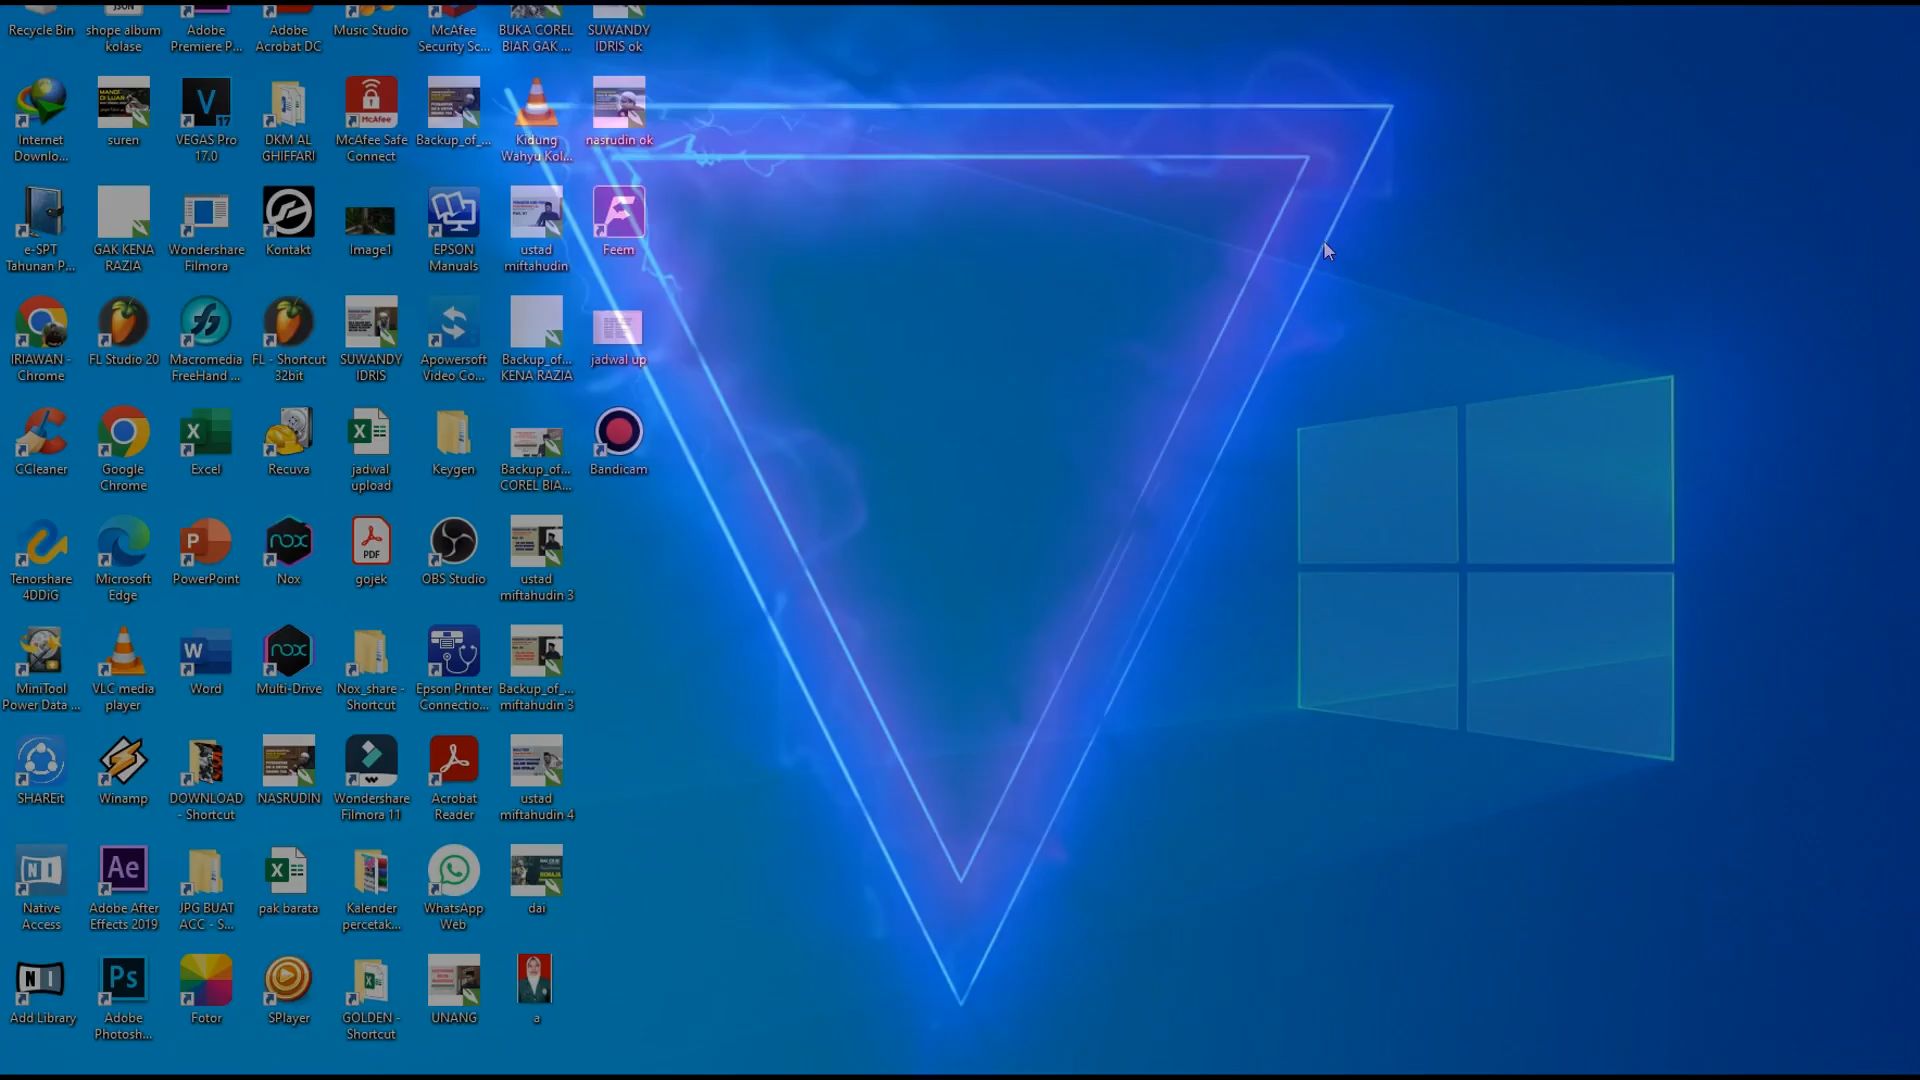 Recycle Bin
shope album
kolase
Adobe
Premiere P...
Adobe
Acrobat DC
Music Studio
McAfee
Security Sc...
BUKA COREL
BIAR GAK ...
SUWANDY
IDRIS ok
Internet
Downlo...
suren
VEGAS Pro
17.0
DKM AL
GHIFFARI
McAfee Safe
Connect
Backup_of_...
Kidung
Wahyu Kol...
nasrudin ok
e-SPT
Tahunan P...
GAK KENA
RAZIA
Wondershare
Filmora
Kontakt
Image1
EPSON
Manuals
ustad
miftahudin
Feem
IRIAWAN -
Chrome
FL Studio 20
Macromedia
FreeHand ...
FL - Shortcut
32bit
SUWANDY
IDRIS
Apowersoft
Video Co...
Backup_of...
KENA RAZIA
jadwal up
CCleaner
Google
Chrome
Excel
Recuva
jadwal
upload
Keygen
Backup_of...
COREL BIA...
Bandicam
Tenorshare
4DDiG
Microsoft
Edge
PowerPoint
Nox
gojek
OBS Studio
ustad
miftahudin 3
MiniTool
Power Data ...
VLC media
player
Word
Multi-Drive
Nox_share -
Shortcut
Epson Printer
Connectio...
Backup_of_...
miftahudin 3
SHAREit
Winamp
DOWNLOAD
- Shortcut
NASRUDIN
Wondershare
Filmora 11
Acrobat
Reader
ustad
miftahudin 4
Native
Access
Adobe After
Effects 2019
JPG BUAT
ACC - S...
pak barata
Kalender
percetak...
WhatsApp
Web
dai
Add Library
Adobe
Photosh...
Fotor
SPlayer
GOLDEN -
Shortcut
UNANG
a